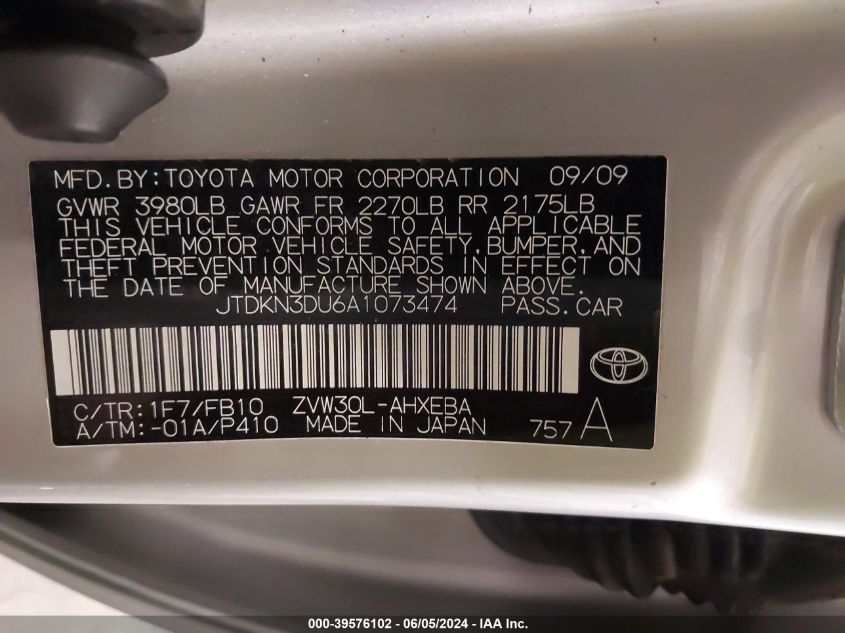 MFD.BY:TOYOTA MOTOR CORPORATION 09/09
GVWR 3980LB GAWR FR 2270LB RR 2175LB
THIS VEHICLE CONFORMS TO ALL APPLICABLE
FEDERAL MOTOR VEHICLE SAFETY,BUMPER,AND
THEFT PREVENTION STANDARDS IN EFFECT ON
THE DATE OF MANUFACTURE SHOWN ABOVE.
JTDKN3DU6A1073474 PASS.CAR
C/TR:1F7/FB10 ZVW30L-AHXEBA
A/TM:-01A/P410 MADE IN JAPAN 757 A
000-39576102 - 06/05/2024 - IAA Inc.